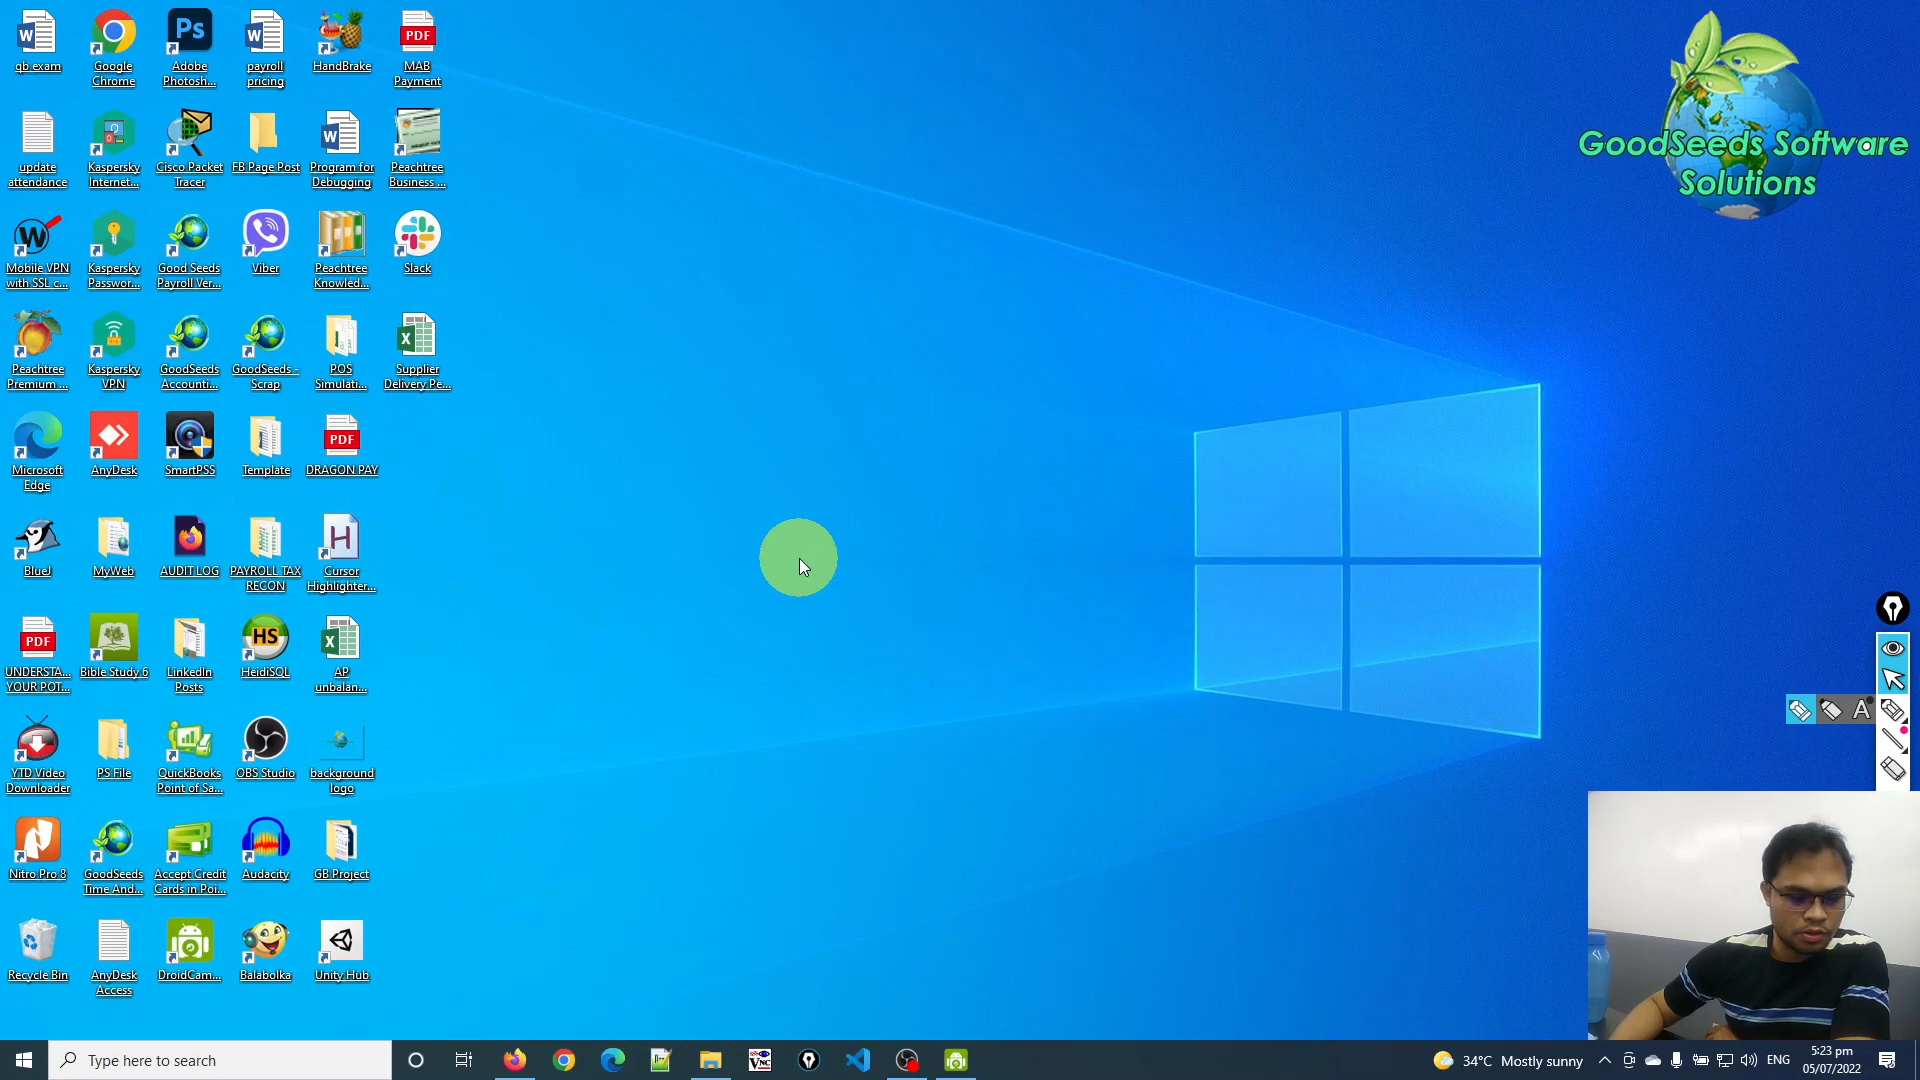 qb exam
Google
Chrome
Adobe
Photosh...
payroll
pricing
HandBrake
MAB
Payment
update
attendance
Kaspersky
Internet...
Cisco Packet
Tracer
FB Page Post
Program for
Debugging
Peachtree
Business ...
Mobile VPN
with SSL c...
Kaspersky
Passwor...
Good Seeds
Payroll Ver...
Viber
Peachtree
Knowled...
Slack
Peachtree
Premium ...
Kaspersky
VPN
GoodSeeds
Accounti...
GoodSeeds -
Scrap
POS
Simulati...
Supplier
Delivery Pe...
Microsoft
Edge
AnyDesk
SmartPSS
Template
DRAGON PAY
BlueJ
MyWeb
AUDIT LOG
PAYROLL TAX
RECON
Cursor
Highlighter...
UNDERSTA...
YOUR POT...
Bible Study 6
LinkedIn
Posts
HeidiSQL
AP
unbalan...
YTD Video
Downloader
PS File
QuickBooks
Point of Sa...
OBS Studio
background
logo
Nitro Pro 8
GoodSeeds
Time And...
Accept Credit
Cards in Poi...
Audacity
GB Project
Recycle Bin
AnyDesk
Access
DroidCam...
Balabolka
Unity Hub
Ps
PDF
W
PDF
H
PDF
HS
GoodSeeds Software
Solutions
A
Type here to search
VNC
34°C Mostly sunny
ENG
5:23 pm
05/07/2022